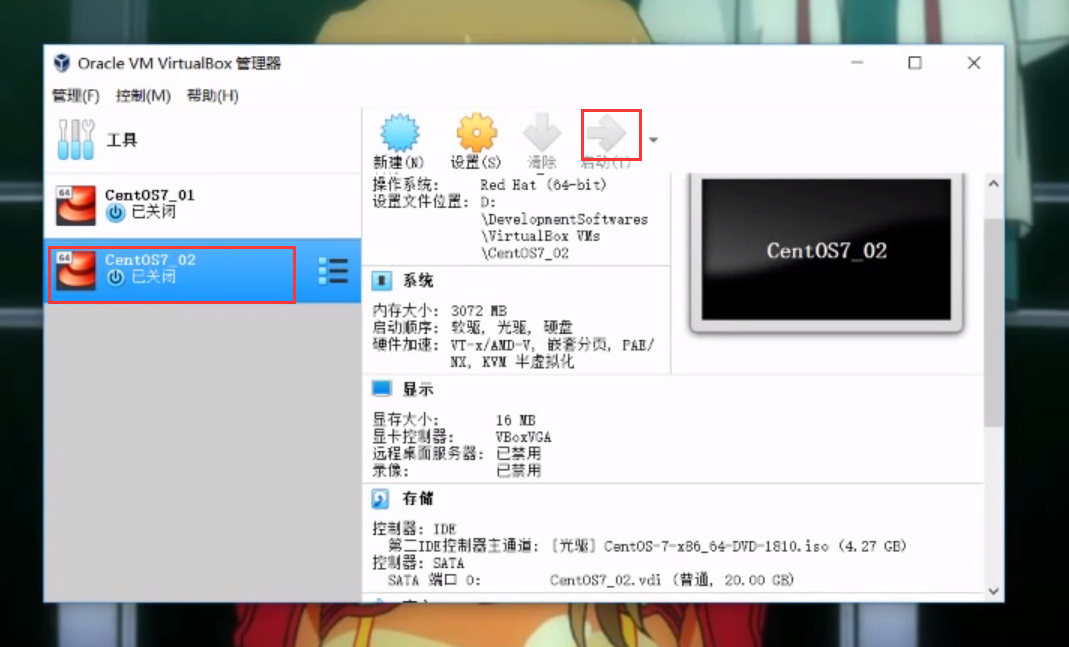 Oracle VM VirtualBox 管理器
管理(F) 控制(M) 帮助(H)
工具
新建(N) 设置(S) 清除 启动(T)
64 CentOS7_01
已关闭
64 CentOS7_02
已关闭
操作系统: Red Hat (64-bit)
设置文件位置: D:
\DevelopmentSoftwares
\VirtualBox VMs
\CentOS7_02
CentOS7_02
系统
内存大小: 3072 MB
启动顺序: 软驱, 光驱, 硬盘
硬件加速: VT-x/AMD-V, 嵌套分页, PAE/
NX, KVM 半虚拟化
显示
显存大小: 16 MB
显卡控制器: VBoxVGA
远程桌面服务器: 已禁用
录像: 已禁用
存储
控制器: IDE
第二IDE控制器主通道: [光驱] CentOS-7-x86_64-DVD-1810.iso (4.27 GB)
控制器: SATA
SATA 端口 0: CentOS7_02.vdi (普通, 20.00 GB)